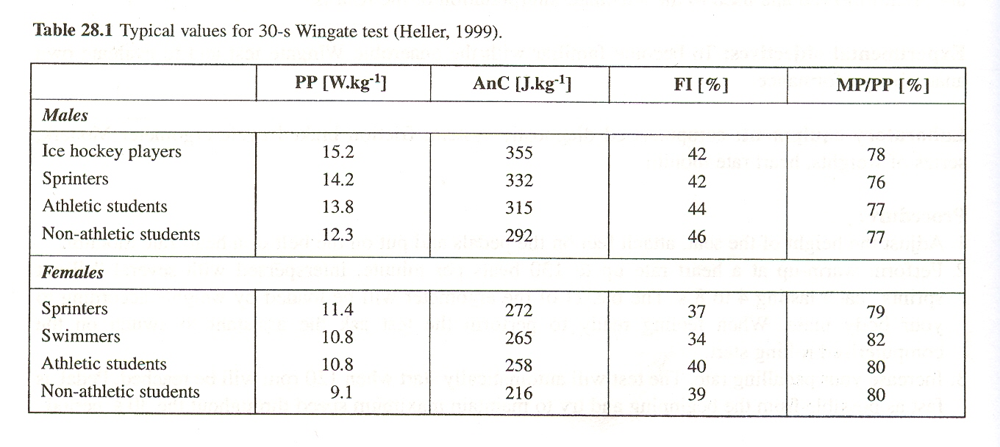 Table 28.1 Typical values for 30-s Wingate test (Heller, 1999).
PP [W.kg⁻¹] AnC [J.kg⁻¹] FI [%] MP/PP [%]
Males
Ice hockey players 15.2 355 42 78
Sprinters 14.2 332 42 76
Athletic students 13.8 315 44 77
Non-athletic students 12.3 292 46 77
Females
Sprinters 11.4 272 37 79
Swimmers 10.8 265 34 82
Athletic students 10.8 258 40 80
Non-athletic students 9.1 216 39 80